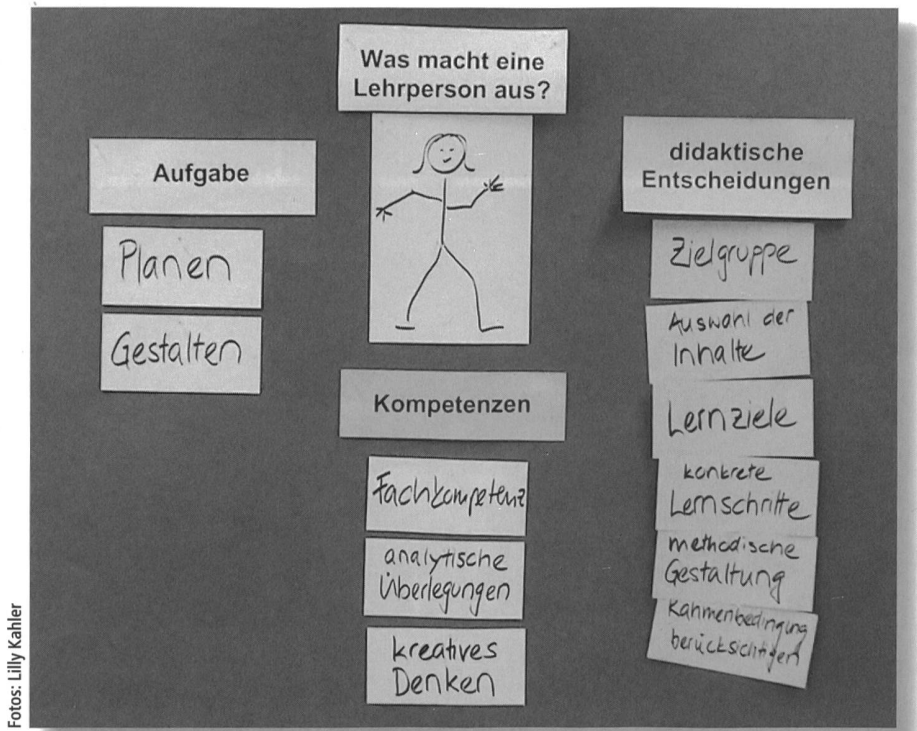 Was macht eine
Lehrperson aus?
Aufgabe
Planen
Gestalten
Kompetenzen
Fachkompetenz
analytische
Überlegungen
kreatives
Denken
didaktische
Entscheidungen
Zielgruppe
Auswahl der
Inhalte
Lernziele
konkrete
Lernschritte
methodische
Gestaltung
Rahmenbedingung
berücksichtigen
Fotos: Lilly Kahler